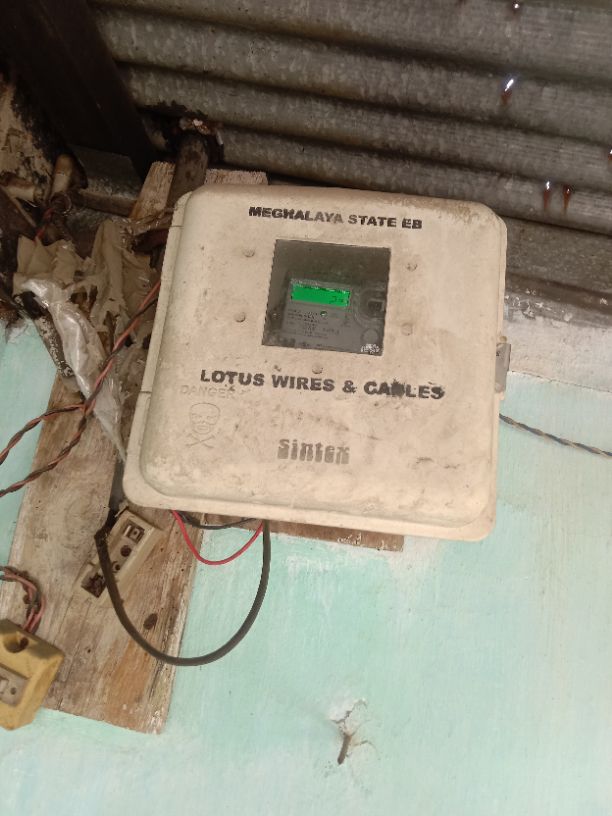 MEGHALAYA STATE EB
LOTUS WIRES & CABLES
DANGER
Sintex